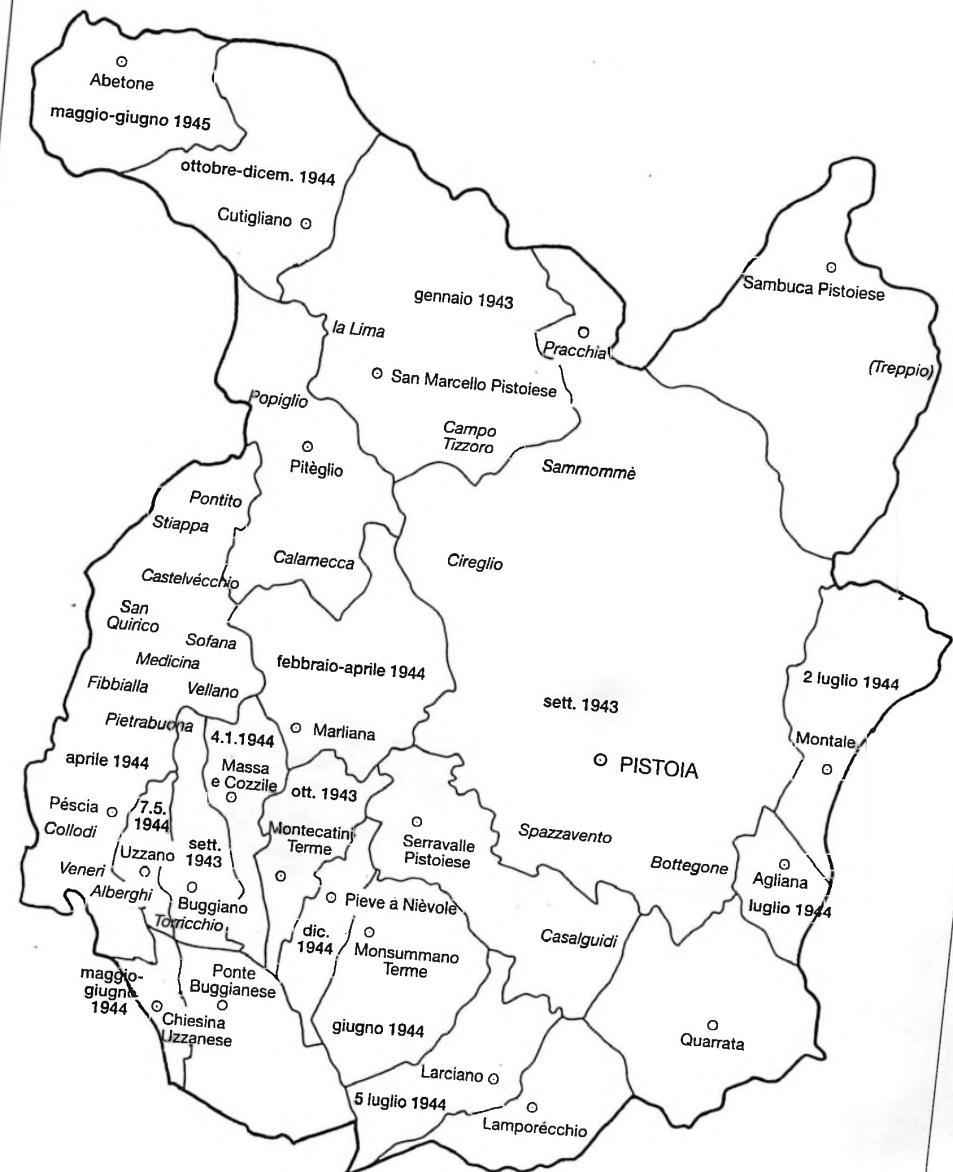 Abetone
maggio-giugno 1945
ottobre-dicem. 1944
Cutigliano
Sambuca Pistoiese
gennaio 1943
la Lima
Pracchia
(Treppio)
San Marcello Pistoiese
Popiglio
Campo
Tizzoro
Pitèglio
Sammommè
Pontito
Stiappa
Calamecca
Cireglio
Castelvécchio
San
Quirico
Sofana
Medicina
febbraio-aprile 1944
Fibbialla
Vellano
2 luglio 1944
sett. 1943
Pietrabuona
4.1.1944
Marliana
Montale
aprile 1944
Massa
e Cozzile
PISTOIA
ott. 1943
Péscia
7.5.
1944
Collodi
Montecatini
Terme
Serravalle
Pistoiese
Spazzavento
sett.
1943
Uzzano
Bottegone
Veneri
Agliana
Alberghi
Buggiano
Pieve a Nièvole
luglio 1944
Torricchio
dic.
1944
Monsummano
Terme
Casalguidi
maggio-
giugno
1944
Ponte
Buggianese
Chiesina
Uzzanese
giugno 1944
Quarrata
Larciano
5 luglio 1944
Lamporécchio